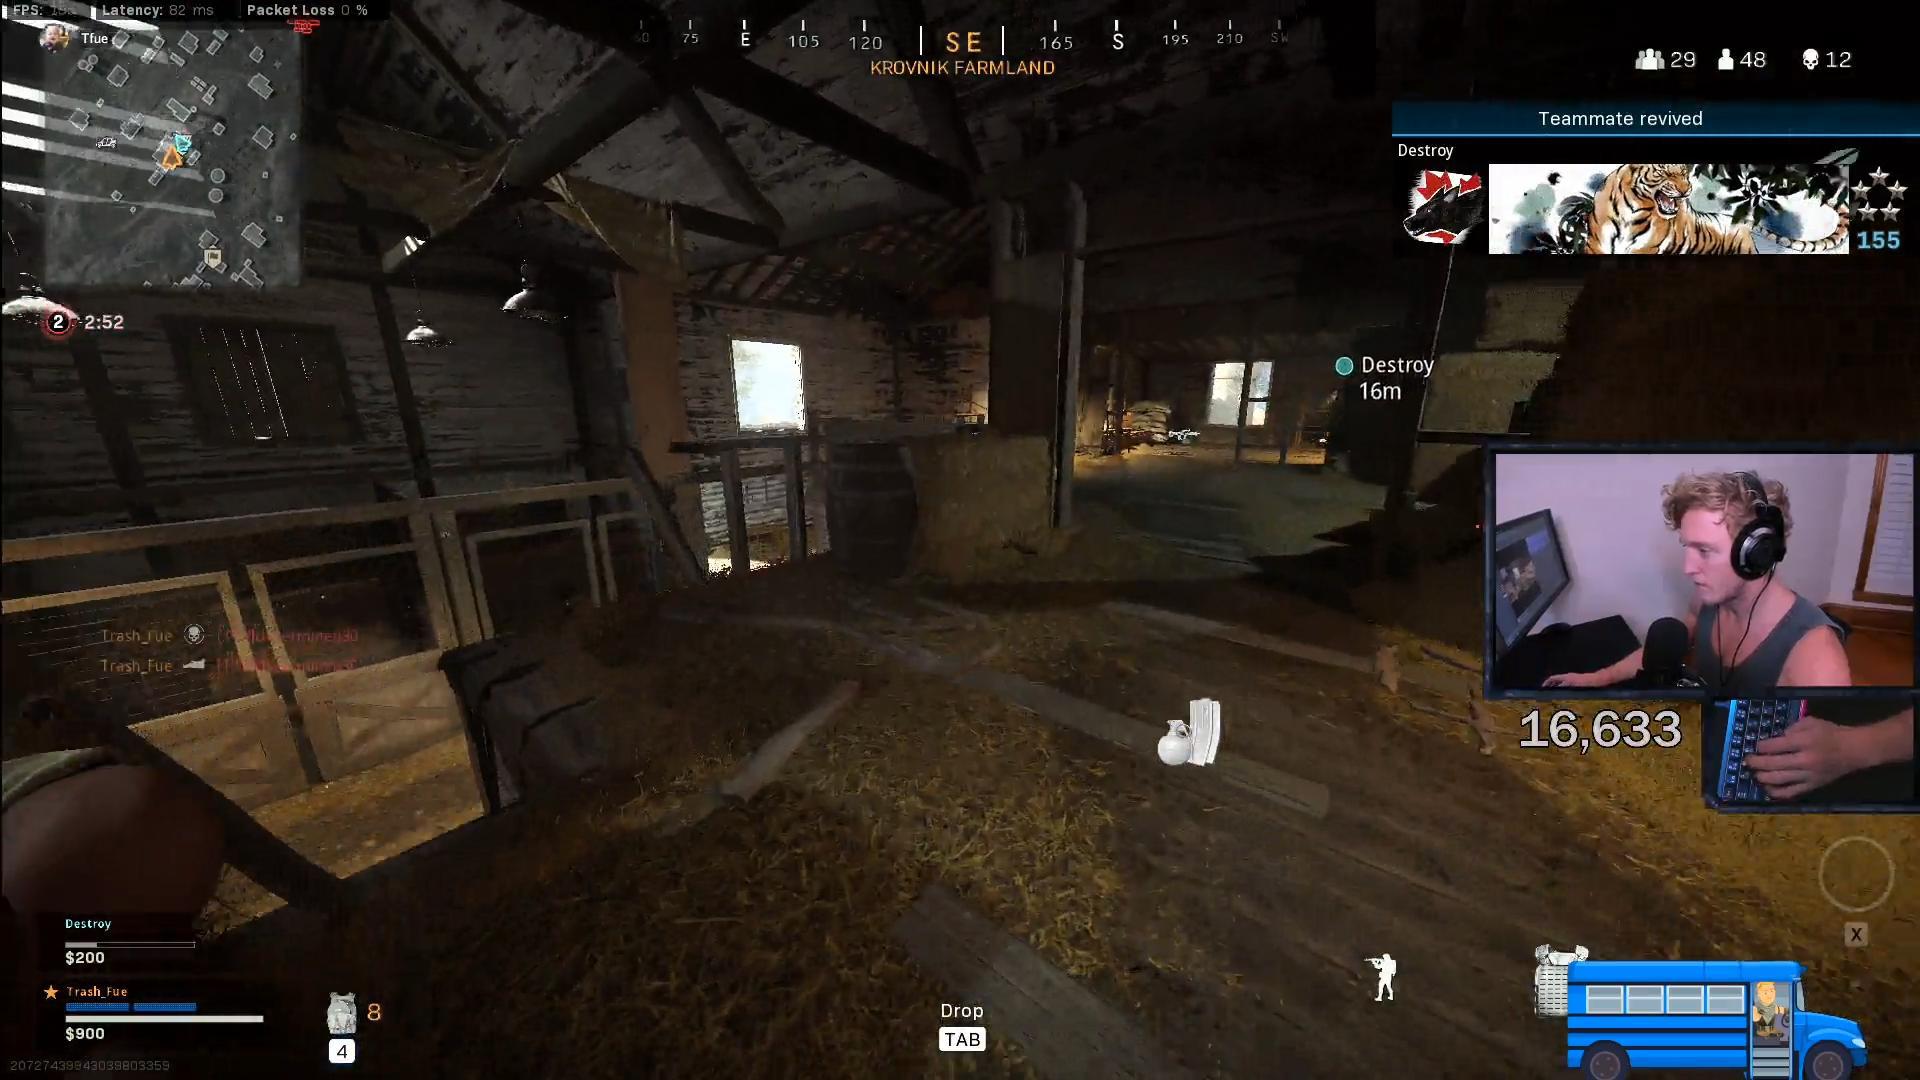 FPS:
Latency: 82 ms
Packet Loss 0 %
Tfue
75 E 105 120 SE 165 S 195 210 SW
KROVNIK FARMLAND
29 48 12
Teammate revived
Destroy
155
2 2:52
Destroy
16m
Trash_Fue
Trash_Fue
16,633
X
Destroy
$200
Trash_Fue
$900
8
4
Drop
TAB